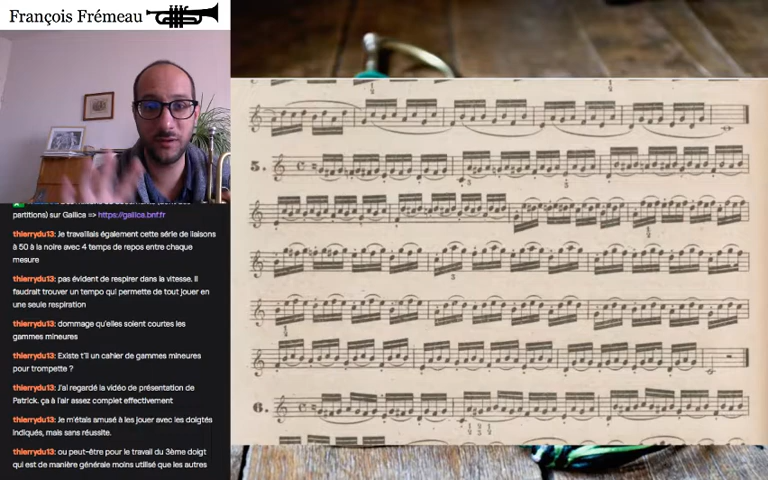 François Frémeau
partitions) sur Gallica => https://gallica.bnf.fr
thierrydu13: Je travaillais également cette série de liaisons
à 50 à la noire avec 4 temps de repos entre chaque
mesure
thierrydu13: pas évident de respirer dans la vitesse. Il
faudrait trouver un tempo qui permette de tout jouer en
une seule respiration
thierrydu13: dommage qu'elles soient courtes les
gammes mineures
thierrydu13: Existe t'il un cahier de gammes mineures
pour trompette ?
thierrydu13: J'ai regardé la vidéo de présentation de
Patrick. ça à l'air assez complet effectivement
thierrydu13: Je m'étais amusé à les jouer avec les doigtés
indiqués, mais sans réussite.
thierrydu13: ou peut-être pour le travail du 3ème doigt
qui est de manière générale moins utilisé que les autres
5.
6.